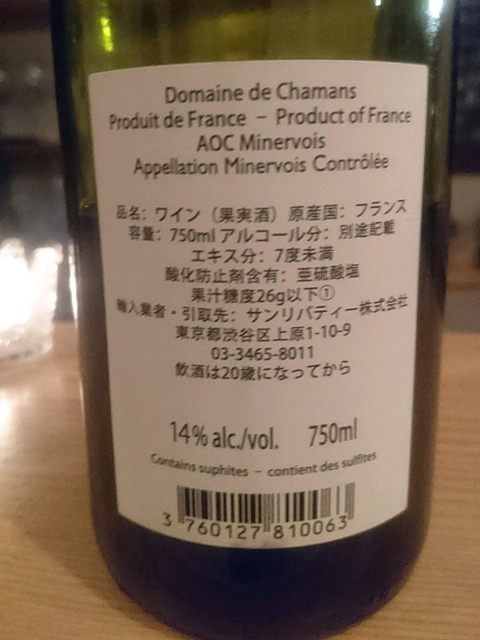 Domaine de Chamans
Produit de France – Product of France
AOC Minervois
Appellation Minervois Contrôlée
品名：ワイン（果実酒）原産国：フランス
容量：750ml アルコール分：別途記載
エキス分：7度未満
酸化防止剤含有：亜硫酸塩
果汁糖度26g以下①
輸入業者・引取先：サンリバティー株式会社
東京都渋谷区上原1-10-9
03-3465-8011
飲酒は20歳になってから
14% alc./vol. 750ml
Contains suphites – contient des sulfites
3 760127 810063